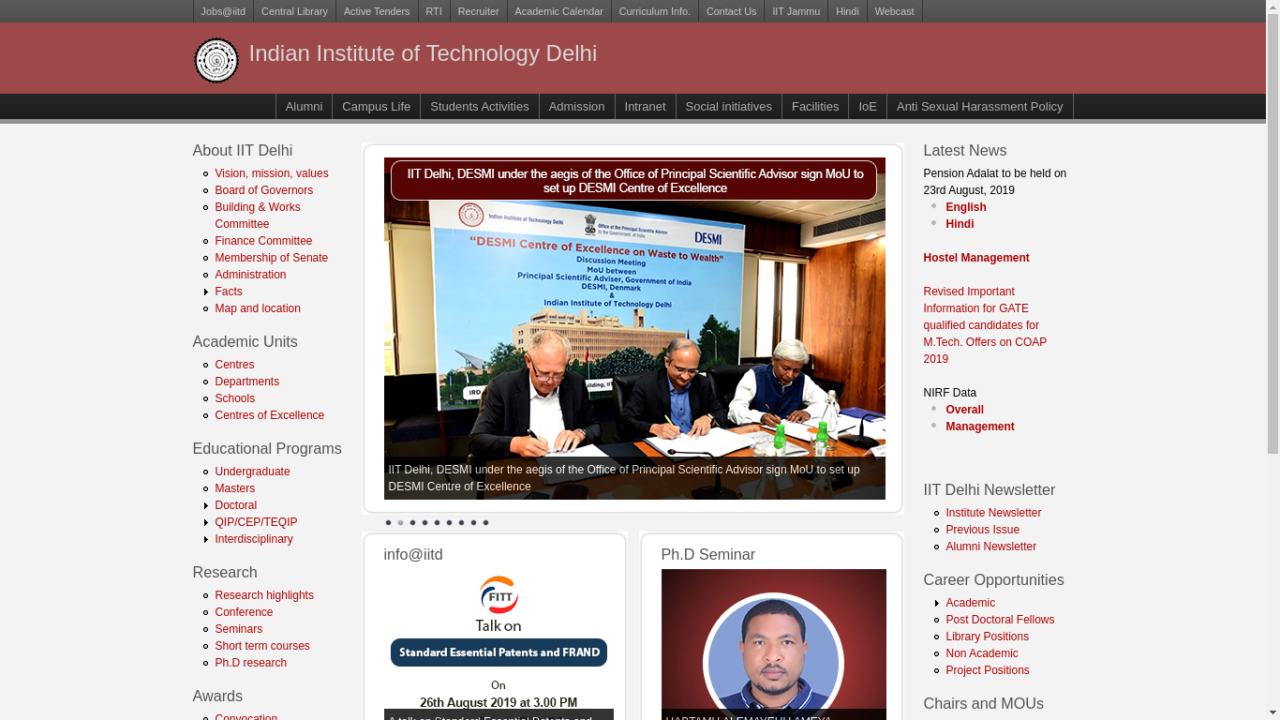 Jobs@iitd
Central Library
Active Tenders
RTI
Recruiter
Academic Calendar
Curriculum Info.
Contact Us
IIT Jammu
Hindi
Webcast
Indian Institute of Technology Delhi
Alumni
Campus Life
Students Activities
Admission
Intranet
Social initiatives
Facilities
IoE
Anti Sexual Harassment Policy
About IIT Delhi
Vision, mission, values
Board of Governors
Building & Works
Committee
Finance Committee
Membership of Senate
Administration
Facts
Map and location
Academic Units
Centres
Departments
Schools
Centres of Excellence
Educational Programs
Undergraduate
Masters
Doctoral
QIP/CEP/TEQIP
Interdisciplinary
Research
Research highlights
Conference
Seminars
Short term courses
Ph.D research
Awards
Convocation
IIT Delhi, DESMI under the aegis of the Office of Principal Scientific Advisor sign MoU to
set up DESMI Centre of Excellence
Indian Institute of Technology Delhi
Office of the Principal Scientific Adviser
to the Government of India
DESMI
“DESMI Centre of Excellence on Waste to Wealth”
Discussion Meeting
MoU between
Principal Scientific Adviser, Government of India
DESMI, Denmark
&
Indian Institute of Technology Delhi
IIT Delhi, DESMI under the aegis of the Office of Principal Scientific Advisor sign MoU to set up
DESMI Centre of Excellence
info@iitd
FITT
Talk on
Standard Essential Patents and FRAND
On
26th August 2019 at 3.00 PM
A talk on Standard Essential Patents and
Ph.D Seminar
HABTAMU ALEMAYEHU AMEYA
Latest News
Pension Adalat to be held on
23rd August, 2019
English
Hindi
Hostel Management
Revised Important
Information for GATE
qualified candidates for
M.Tech. Offers on COAP
2019
NIRF Data
Overall
Management
IIT Delhi Newsletter
Institute Newsletter
Previous Issue
Alumni Newsletter
Career Opportunities
Academic
Post Doctoral Fellows
Library Positions
Non Academic
Project Positions
Chairs and MOUs